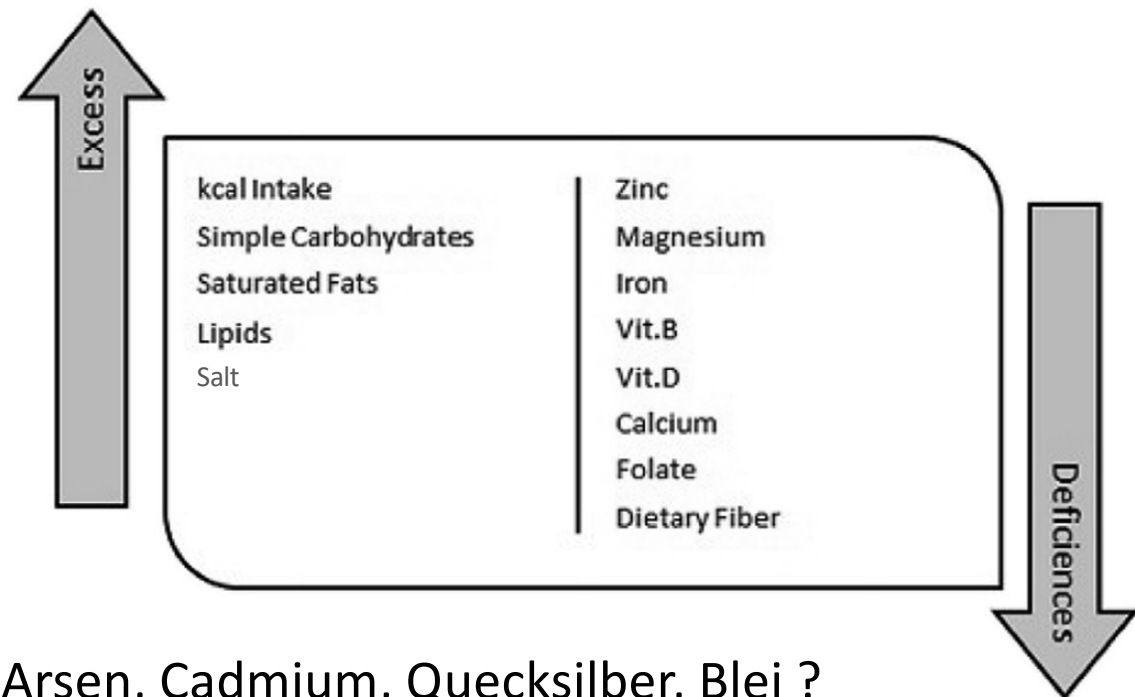 Excess
kcal Intake
Simple Carbohydrates
Saturated Fats
Lipids
Salt
Zinc
Magnesium
Iron
Vit.B
Vit.D
Calcium
Folate
Dietary Fiber
Deficiences
Arsen, Cadmium, Quecksilber, Blei ?